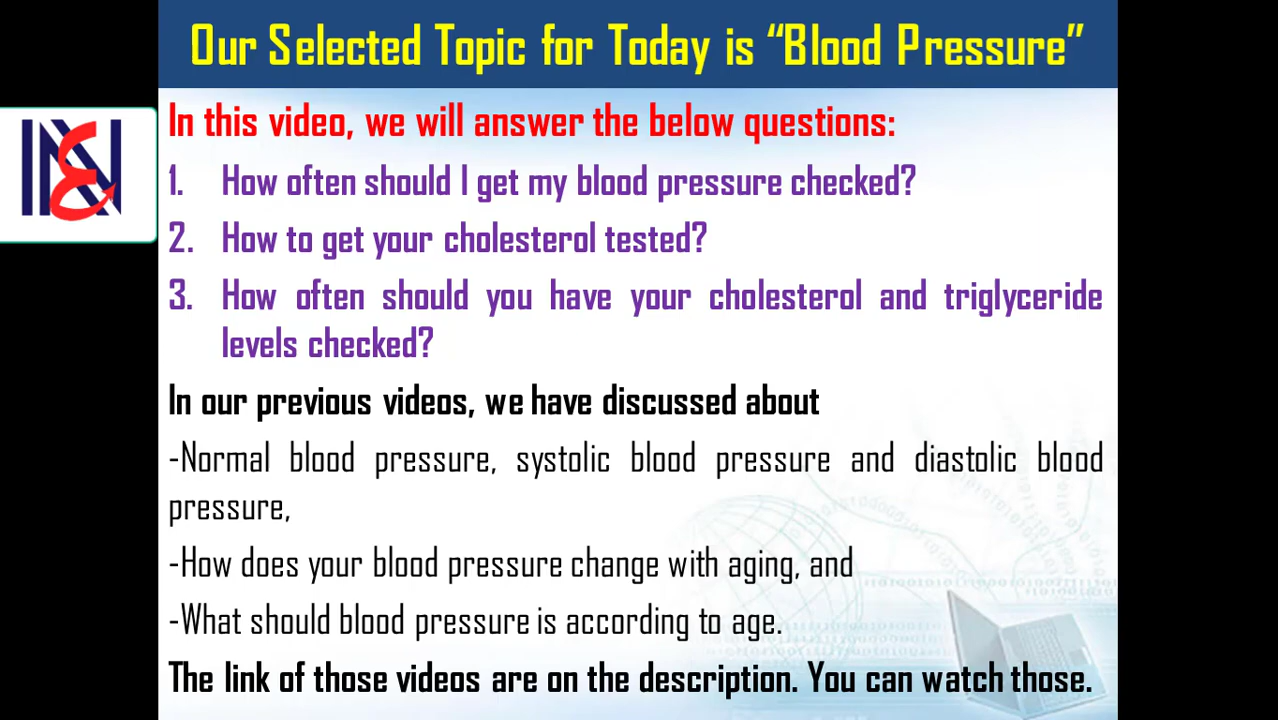 Our Selected Topic for Today is “Blood Pressure”
In this video, we will answer the below questions:
1. How often should I get my blood pressure checked?
2. How to get your cholesterol tested?
3. How often should you have your cholesterol and triglyceride
levels checked?
In our previous videos, we have discussed about
-Normal blood pressure, systolic blood pressure and diastolic blood
pressure,
-How does your blood pressure change with aging, and
-What should blood pressure is according to age.
The link of those videos are on the description. You can watch those.